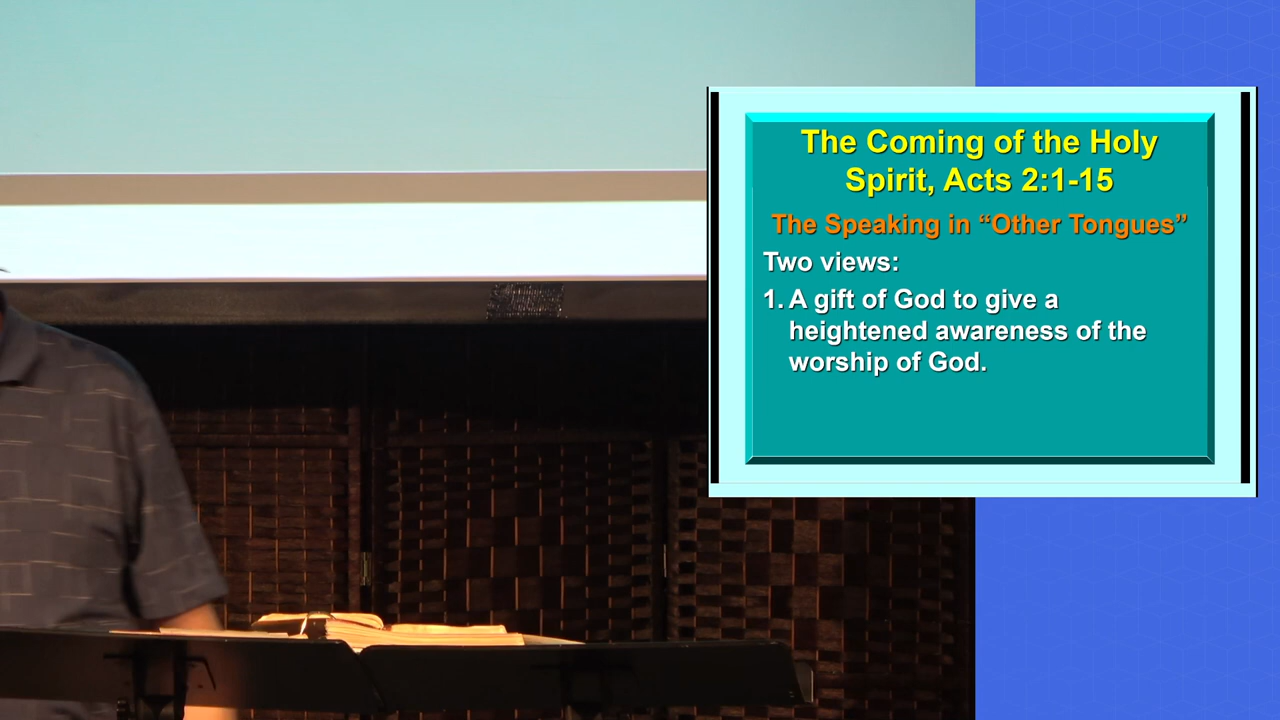 The Coming of the Holy
Spirit, Acts 2:1-15
The Speaking in “Other Tongues”
Two views:
1. A gift of God to give a
heightened awareness of the
worship of God.